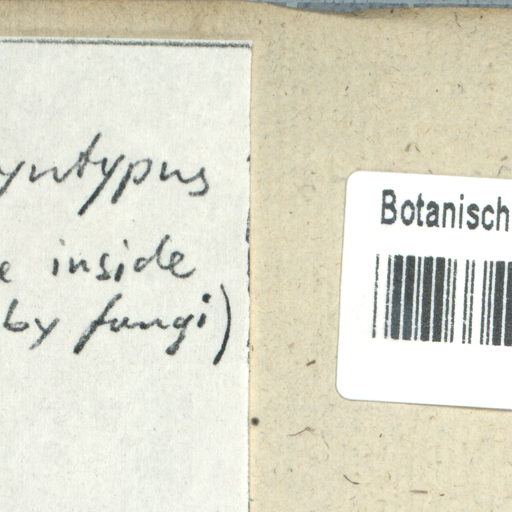 yntypus
e inside
by fungi)
Botanisch